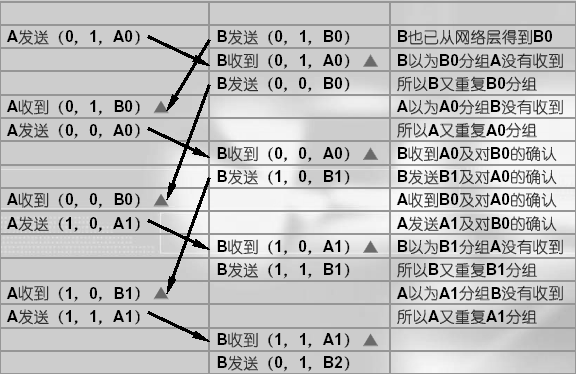 A发送（0，1，A0） B发送（0，1，B0） B也已从网络层得到B0
B收到（0，1，A0）▲ B以为B0分组A没有收到
B发送（0，0，B0） 所以B又重复B0分组
A收到（0，1，B0）▲ A以为A0分组B没有收到
A发送（0，0，A0） 所以A又重复A0分组
B收到（0，0，A0）▲ B收到A0及对B0的确认
B发送（1，0，B1） B发送B1及对A0的确认
A收到（0，0，B0）▲ A收到B0及对A0的确认
A发送（1，0，A1） A发送A1及对B0的确认
B收到（1，0，A1）▲ B以为B1分组A没有收到
B发送（1，1，B1） 所以B又重复B1分组
A收到（1，0，B1）▲ A以为A1分组B没有收到
A发送（1，1，A1） 所以A又重复A1分组
B收到（1，1，A1）▲
B发送（0，1，B2）